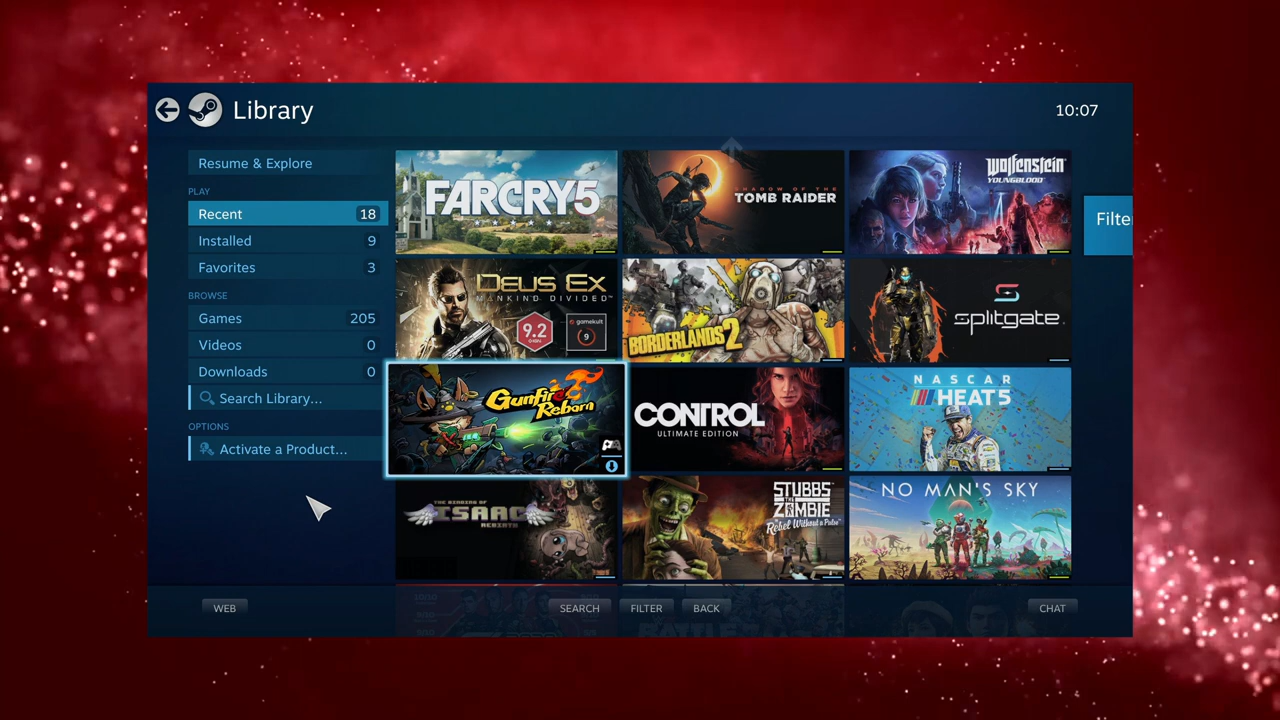 Library
10:07
Resume & Explore
PLAY
Recent 18
Installed 9
Favorites 3
BROWSE
Games 205
Videos 0
Downloads 0
Search Library...
OPTIONS
Activate a Product...
FARCRY5
SHADOW OF THE
TOMB RAIDER
Wolfenstein
YOUNGBLOOD
Filte
DEUS EX
MANKIND DIVIDED
9.2
gamekult
9
BORDERLANDS 2
SPLITGATE
Gunfire
Reborn
CONTROL
ULTIMATE EDITION
NASCAR
HEAT 5
THE BINDING OF
ISAAC
REBIRTH
STUBBS
THE
ZOMBIE
Rebel Without a Pulse
NO MAN'S SKY
WEB
SEARCH
FILTER
BACK
CHAT